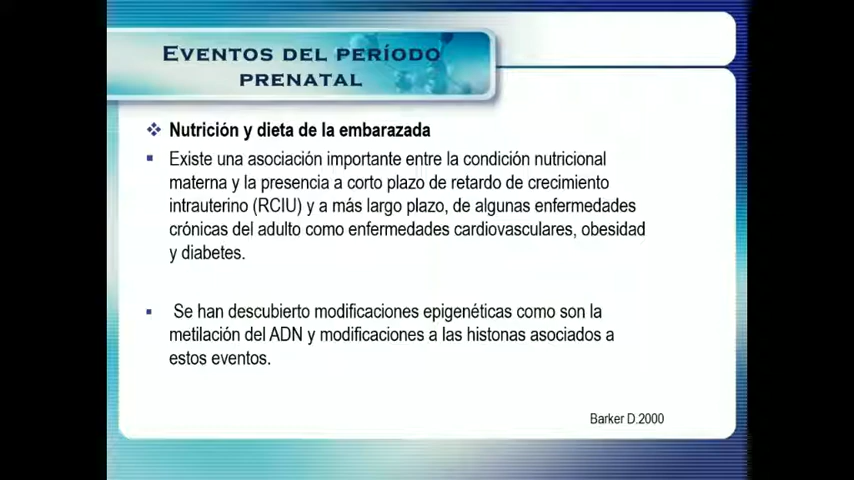 EVENTOS DEL PERÍODO
PRENATAL
Nutrición y dieta de la embarazada
Existe una asociación importante entre la condición nutricional
materna y la presencia a corto plazo de retardo de crecimiento
intrauterino (RCIU) y a más largo plazo, de algunas enfermedades
crónicas del adulto como enfermedades cardiovasculares, obesidad
y diabetes.
Se han descubierto modificaciones epigenéticas como son la
metilación del ADN y modificaciones a las histonas asociados a
estos eventos.
Barker D.2000